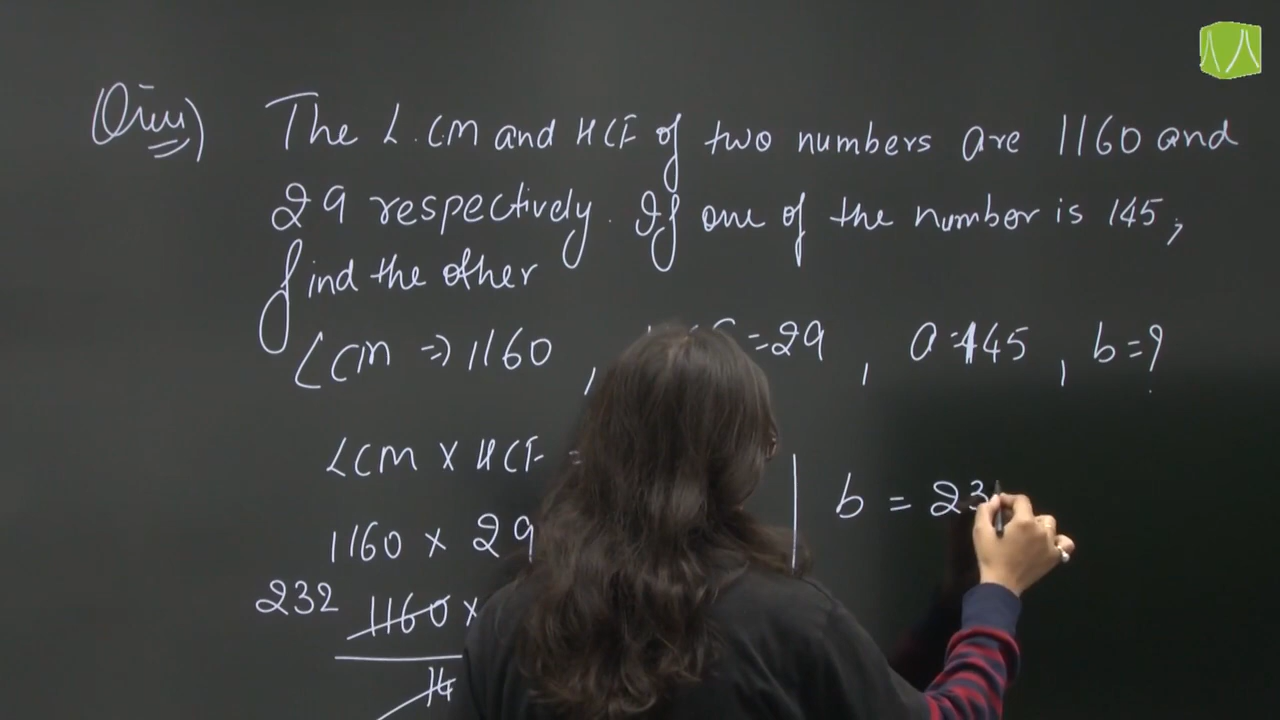 The L.CM and HCF of two numbers are 1160 and
29 respectively. If one of the number is 145,
find the other
LCM => 1160 , =29 , a=145 , b=?
LCM x HCF =
1160 x 29
232 1160 x
b = 23